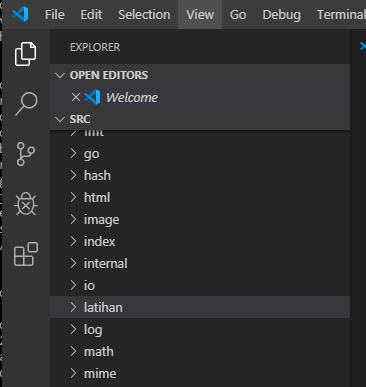 File Edit Selection View Go Debug Terminal
EXPLORER
OPEN EDITORS
Welcome
SRC
fmt
go
hash
html
image
index
internal
io
latihan
log
math
mime